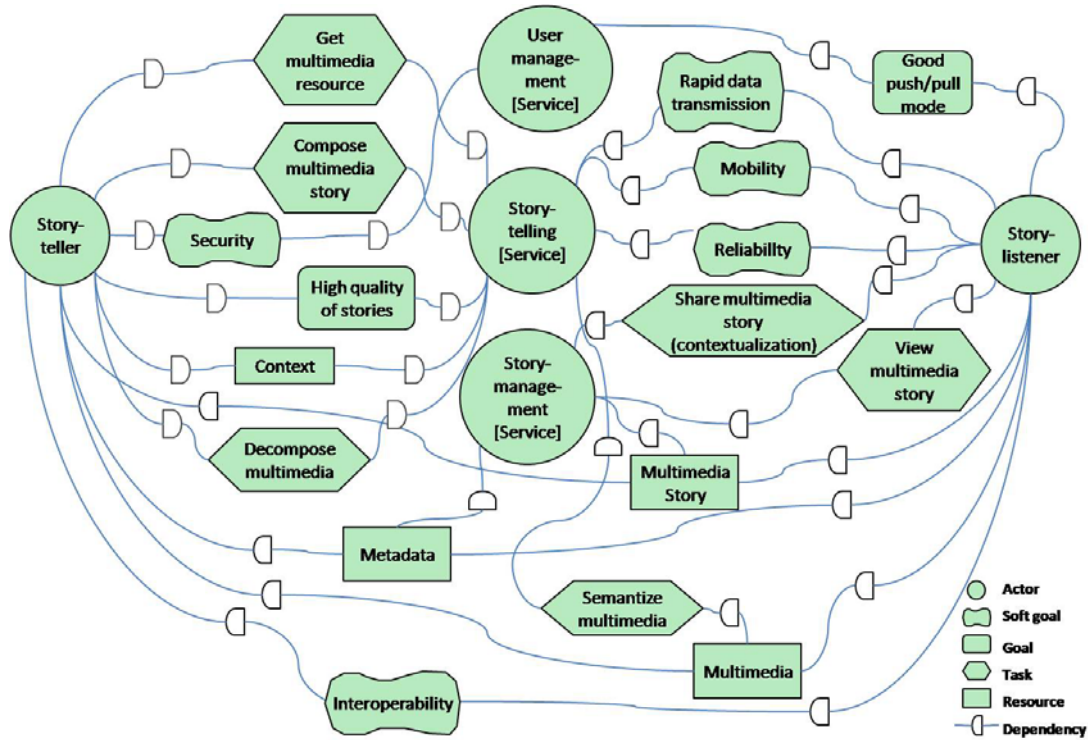 Get
multimedia
resource
User
manage-
ment
[Service]
Rapid data
transmission
Good
push/pull
mode
Compose
multimedia
story
Mobility
Story-
teller
Security
Story-
telling
[Service]
Reliabillty
Story-
listener
High quality
of stories
Share multimedia
story
(contextualization)
Context
Story-
manage-
ment
[Service]
View
multimedia
story
Decompose
multimedia
Multimedia
Story
Metadata
Semantize
multimedia
Multimedia
Interoperability
Actor
Soft goal
Goal
Task
Resource
Dependency